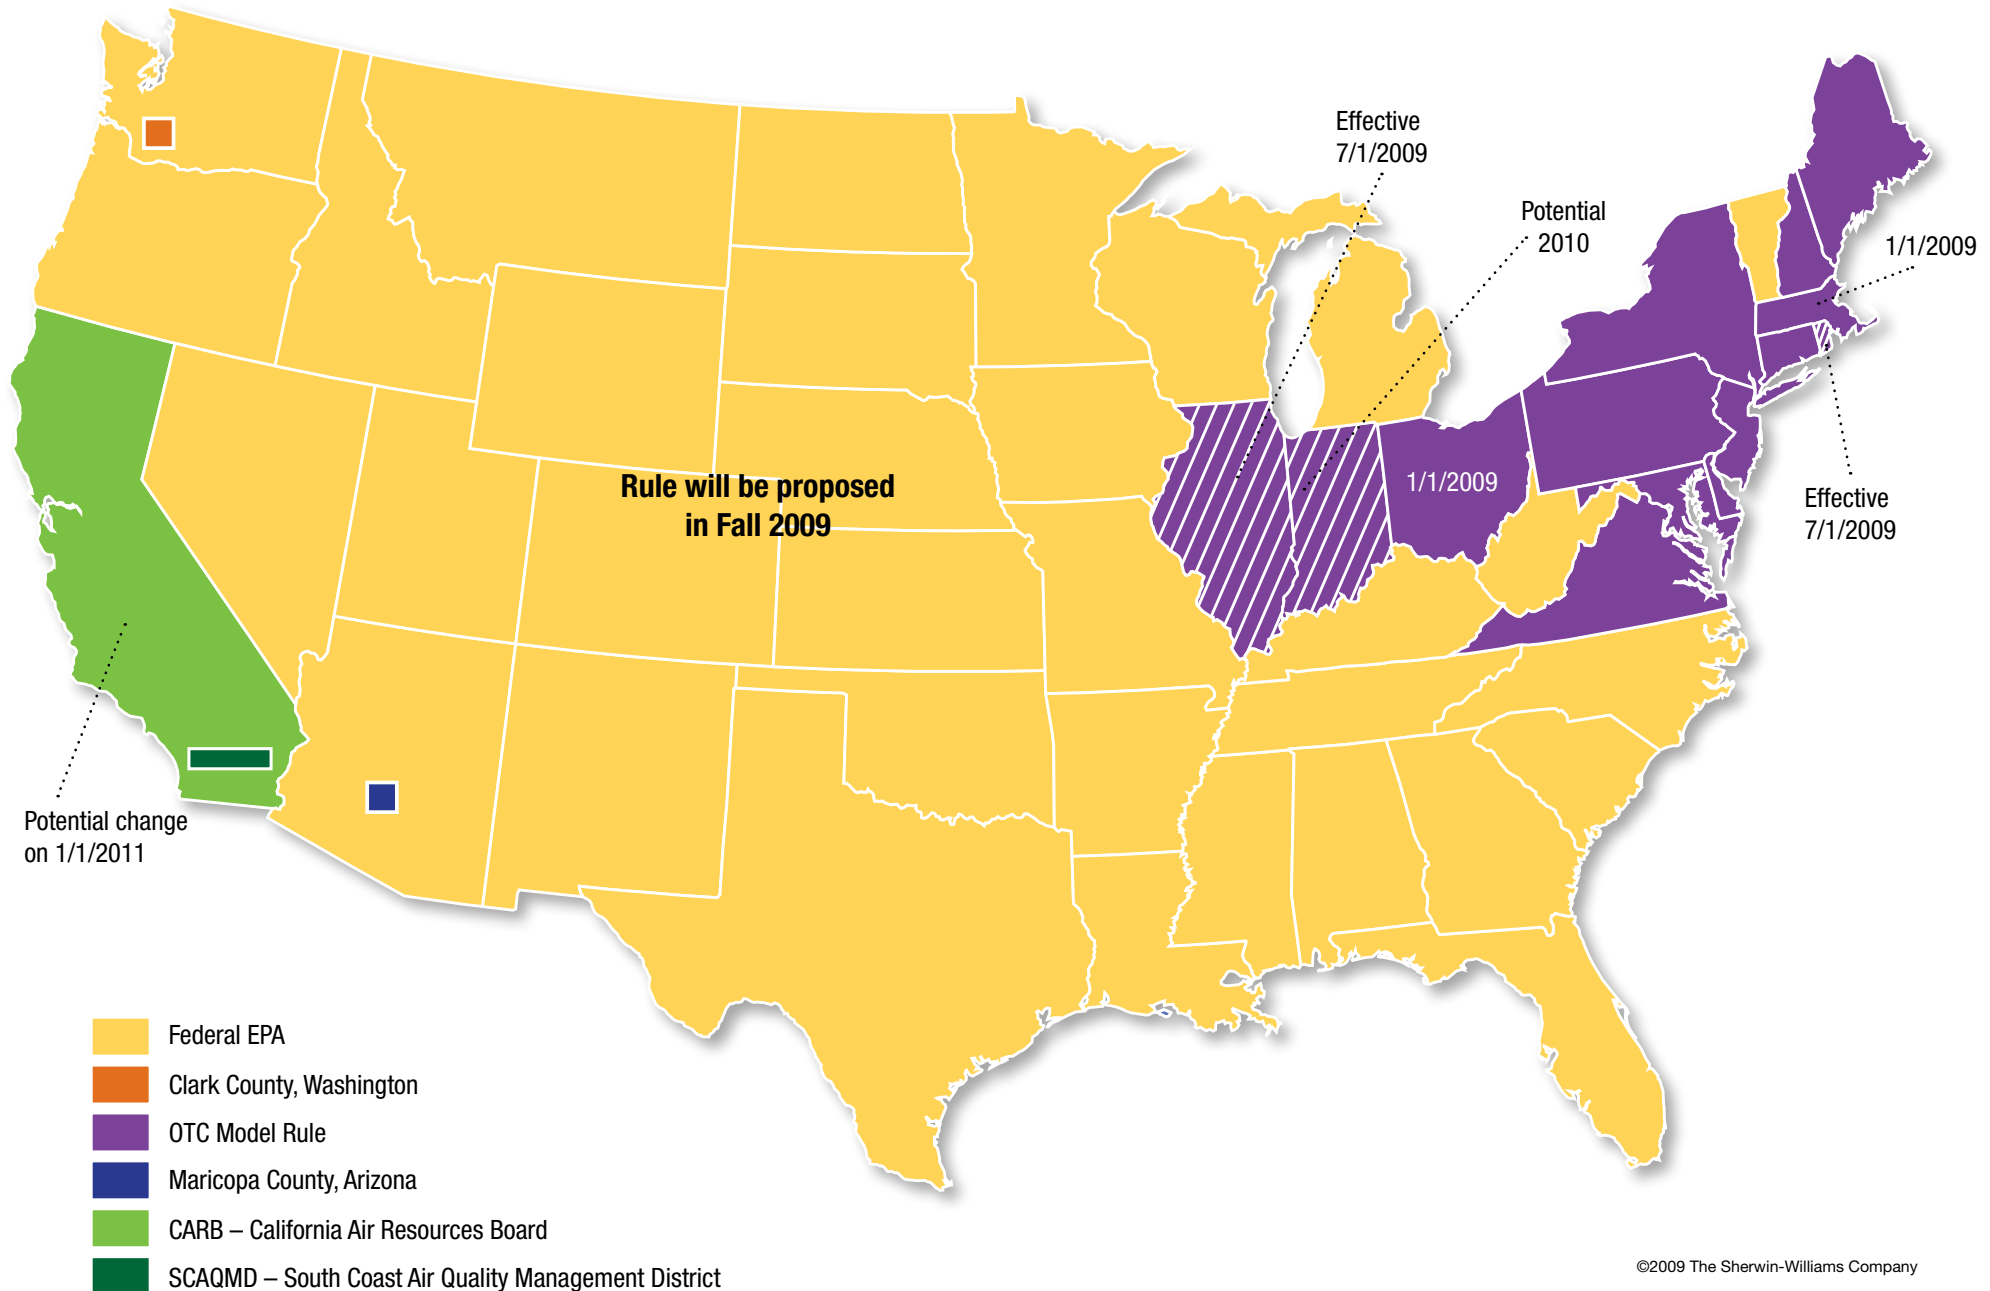 Effective
7/1/2009
Potential
2010
1/1/2009
Rule will be proposed
in Fall 2009
1/1/2009
Effective
7/1/2009
Potential change
on 1/1/2011
Federal EPA
Clark County, Washington
OTC Model Rule
Maricopa County, Arizona
CARB – California Air Resources Board
SCAQMD – South Coast Air Quality Management District
©2009 The Sherwin-Williams Company